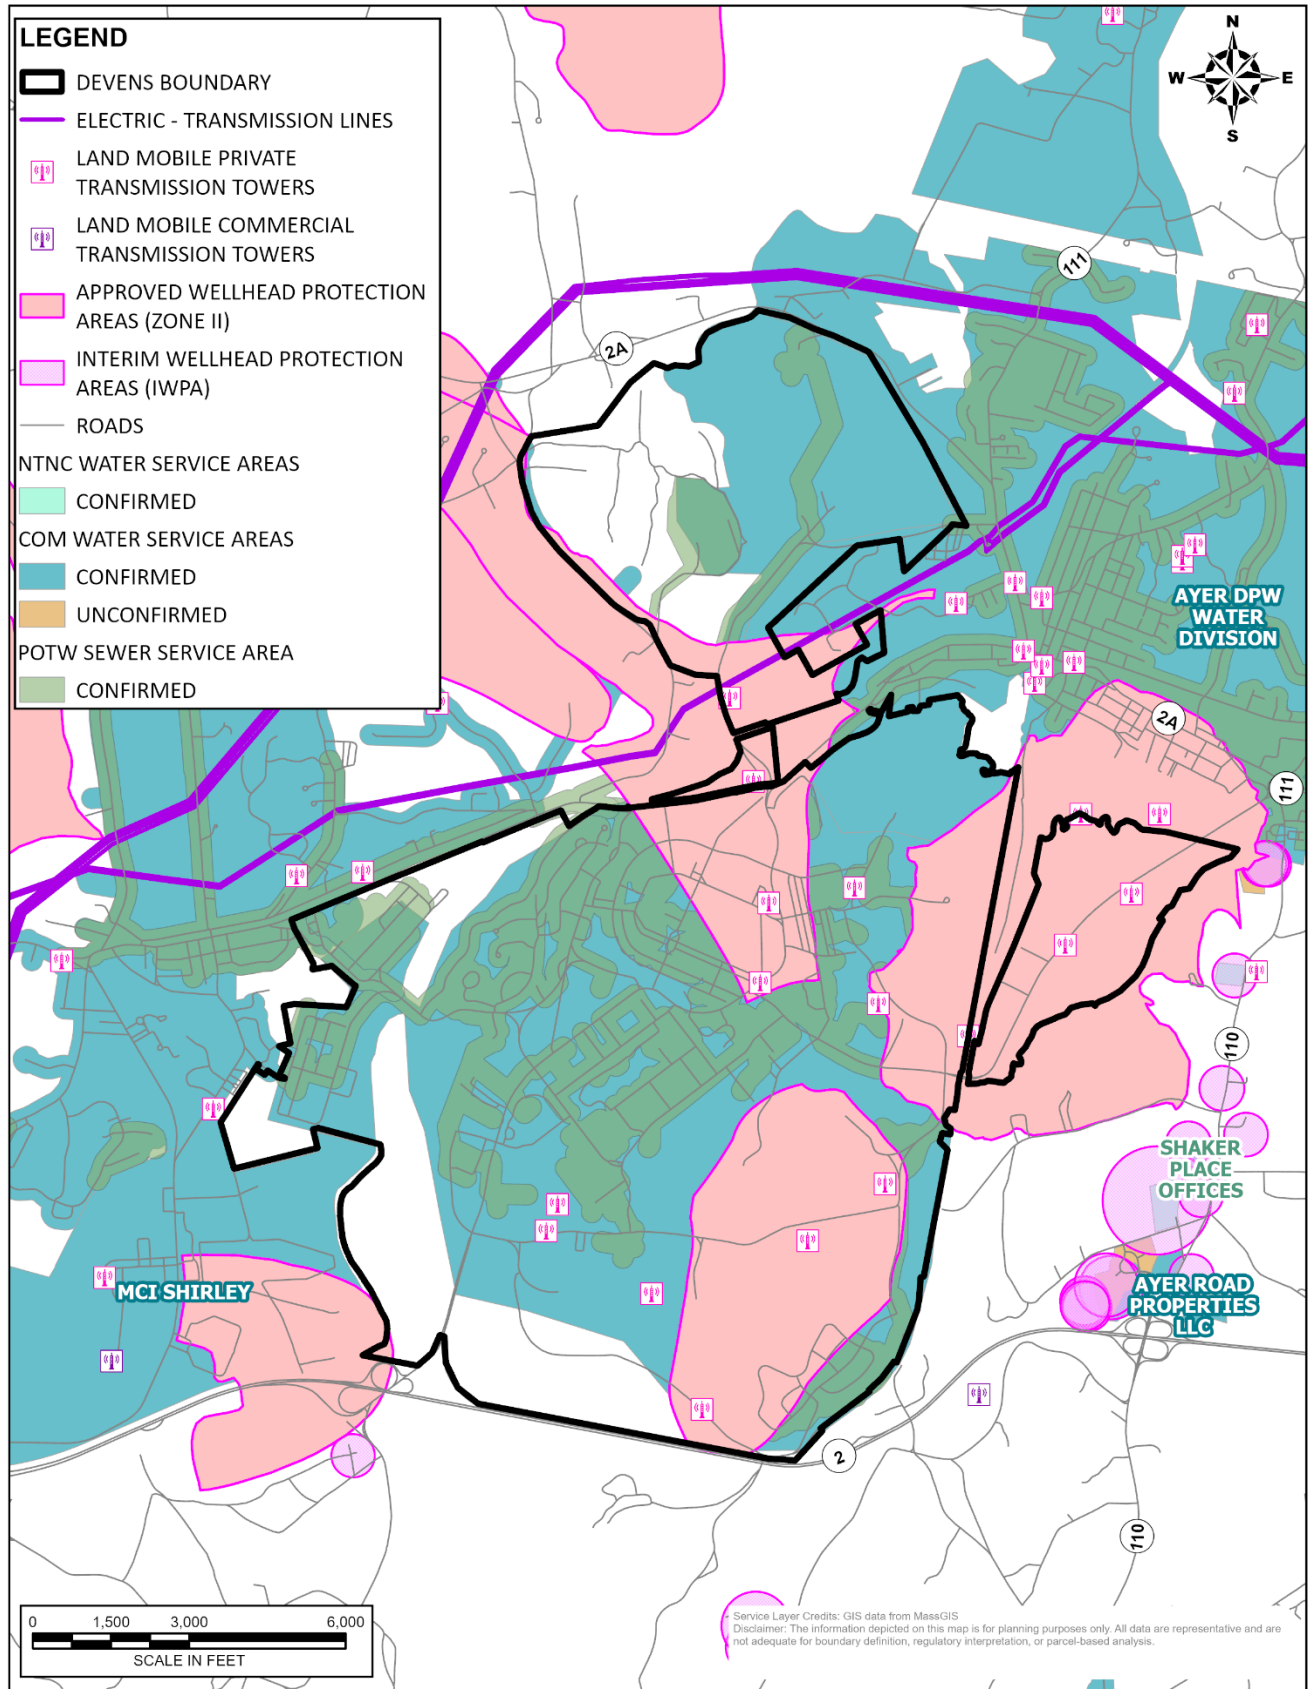 LEGEND
DEVENS BOUNDARY
ELECTRIC - TRANSMISSION LINES
LAND MOBILE PRIVATE
TRANSMISSION TOWERS
LAND MOBILE COMMERCIAL
TRANSMISSION TOWERS
APPROVED WELLHEAD PROTECTION
AREAS (ZONE II)
INTERIM WELLHEAD PROTECTION
AREAS (IWPA)
ROADS
NTNC WATER SERVICE AREAS
CONFIRMED
COM WATER SERVICE AREAS
CONFIRMED
UNCONFIRMED
POTW SEWER SERVICE AREA
CONFIRMED
N
W
E
S
111
2A
AYER DPW
WATER
DIVISION
2A
111
110
SHAKER
PLACE
OFFICES
MCI SHIRLEY
AYER ROAD
PROPERTIES
LLC
2
110
0
1,500
3,000
6,000
SCALE IN FEET
Service Layer Credits: GIS data from MassGIS
Disclaimer: The information depicted on this map is for planning purposes only. All data are representative and are
not adequate for boundary definition, regulatory interpretation, or parcel-based analysis.